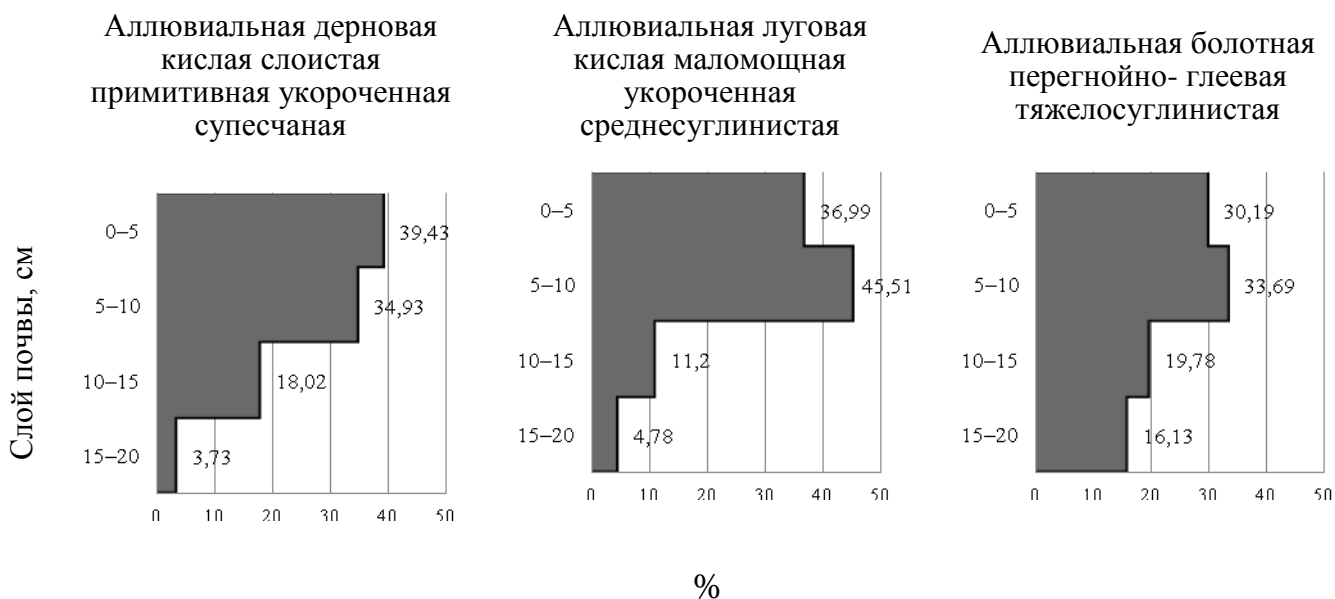 Аллювиальная дерновая
кислая слоистая
примитивная укороченная
супесчаная
Аллювиальная луговая
кислая маломощная
укороченная
среднесуглинистая
Аллювиальная болотная
перегнойно- глеевая
тяжелосуглинистая
Слой почвы, см
0–5
39,43
5–10
34,93
10–15
18,02
15–20
3,73
0 10 20 30 40 50
0–5
36,99
5–10
45,51
10–15
11,2
15–20
4,78
0 10 20 30 40 50
0–5
30,19
5–10
33,69
10–15
19,78
15–20
16,13
0 10 20 30 40 50
%